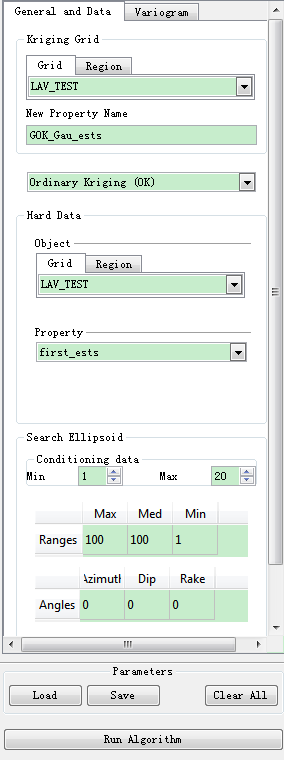 General and Data Variogram
Kriging Grid
Grid Region
LAV_TEST
New Property Name
GOK_Gau_ests
Ordinary Kriging (OK)
Hard Data
Object
Grid Region
LAV_TEST
Property
first_ests
Search Ellipsoid
Conditioning data
Min 1 Max 20
Max Med Min
Ranges 100 100 1
Azimuth Dip Rake
Angles 0 0 0
Parameters
Load Save Clear All
Run Algorithm